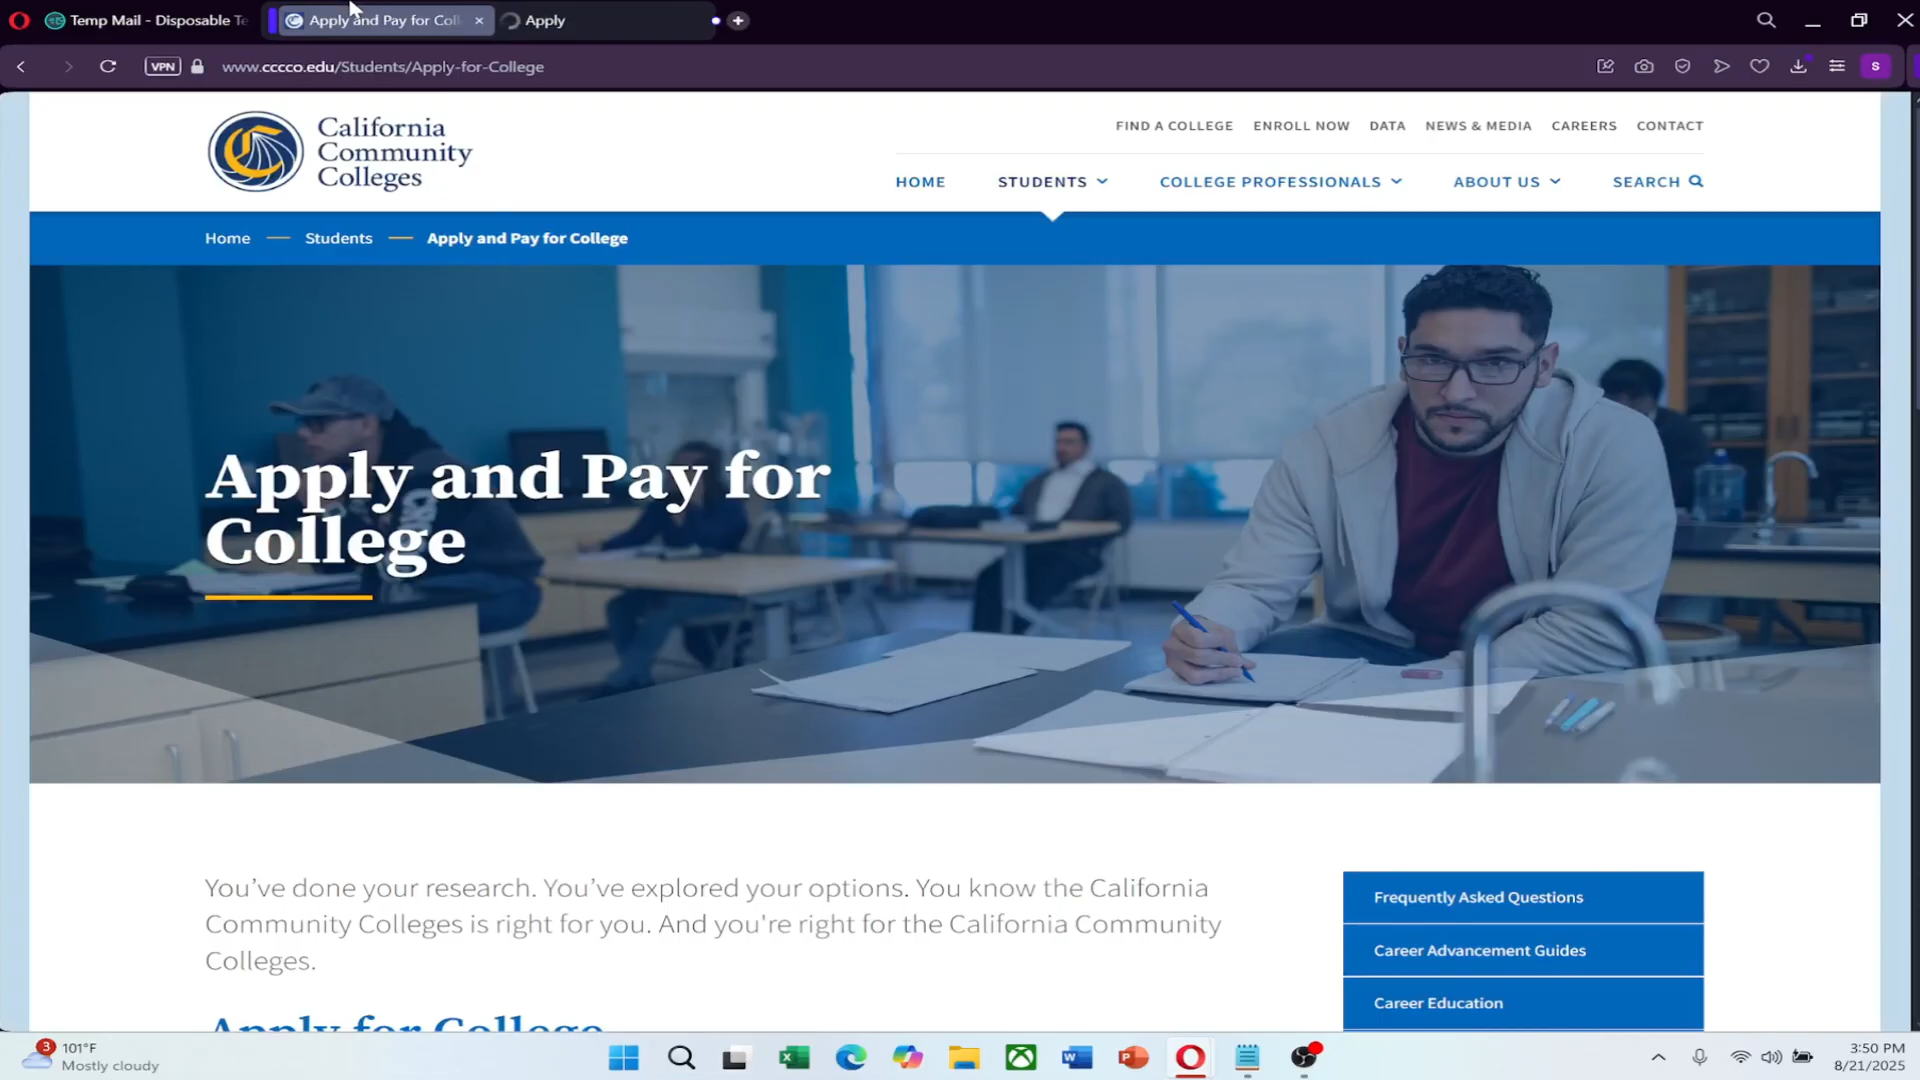 Temp Mail - Disposable Te
Apply and Pay for Coll
Apply
VPN
www.cccco.edu/Students/Apply-for-College
S
California
Community
Colleges
FIND A COLLEGE ENROLL NOW DATA NEWS & MEDIA CAREERS CONTACT
HOME STUDENTS COLLEGE PROFESSIONALS ABOUT US SEARCH
Home Students Apply and Pay for College
Apply and Pay for
College
You've done your research. You've explored your options. You know the California
Community Colleges is right for you. And you're right for the California Community
Colleges.
Frequently Asked Questions
Career Advancement Guides
Career Education
Apply for College
3
101°F
Mostly cloudy
3:50 PM
8/21/2025